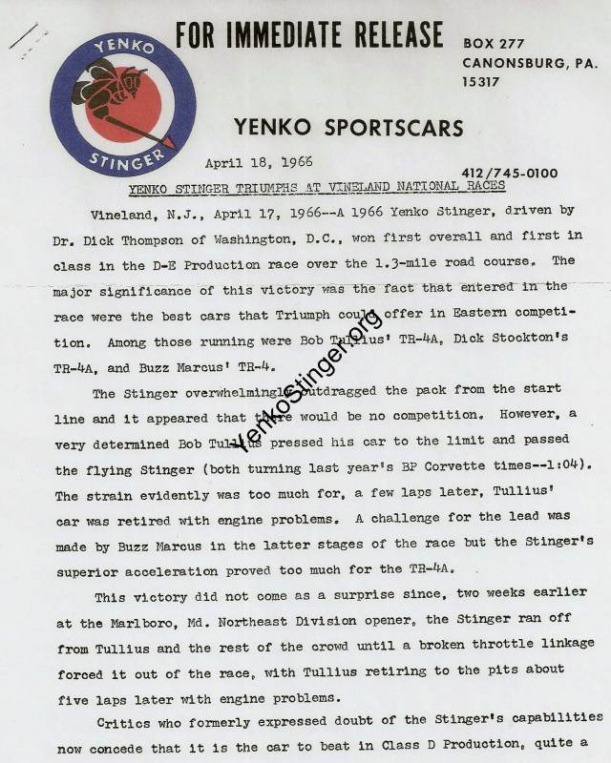 YENKO
STINGER
FOR IMMEDIATE RELEASE
BOX 277
CANONSBURG, PA.
15317
YENKO SPORTSCARS
April 18, 1966
412/745-0100
YENKO STINGER TRIUMPHS AT VINELAND NATIONAL RACES
Vineland, N.J., April 17, 1966--A 1966 Yenko Stinger, driven by
Dr. Dick Thompson of Washington, D.C., won first overall and first in
class in the D-E Production race over the 1.3-mile road course. The
major significance of this victory was the fact that entered in the
race were the best cars that Triumph could offer in Eastern competi-
tion. Among those running were Bob Tullius' TR-4A, Dick Stockton's
TR-4A, and Buzz Marcus' TR-4.
The Stinger overwhelmingly outdragged the pack from the start
line and it appeared that there would be no competition. However, a
very determined Bob Tullius pressed his car to the limit and passed
the flying Stinger (both turning last year's BP Corvette times--1:04).
The strain evidently was too much for, a few laps later, Tullius'
car was retired with engine problems. A challenge for the lead was
made by Buzz Marcus in the latter stages of the race but the Stinger's
superior acceleration proved too much for the TR-4A.
This victory did not come as a surprise since, two weeks earlier
at the Marlboro, Md. Northeast Division opener, the Stinger ran off
from Tullius and the rest of the crowd until a broken throttle linkage
forced it out of the race, with Tullius retiring to the pits about
five laps later with engine problems.
Critics who formerly expressed doubt of the Stinger's capabilities
now concede that it is the car to beat in Class D Production, quite a
YenkoStinger.org